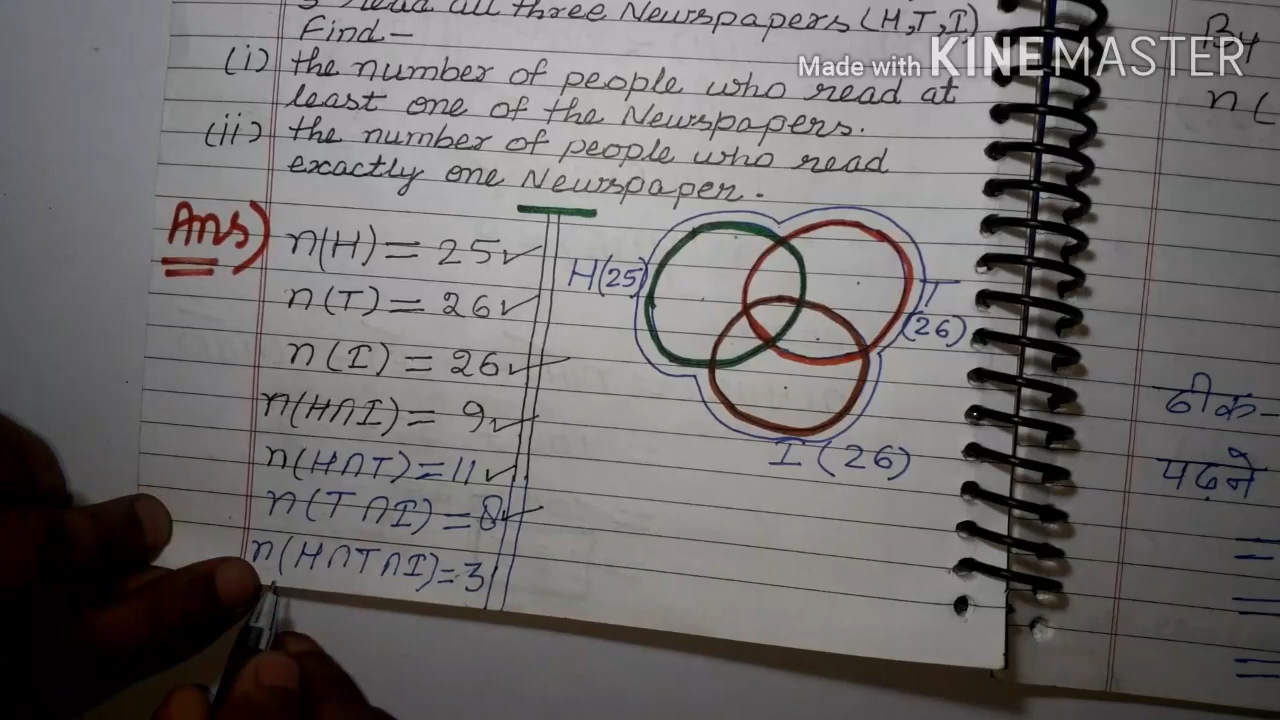 read all three Newspapers (H,T,I)
Find-
(i) the number of people who read at
least one of the Newspapers.
(ii) the number of people who read
exactly one Newspaper.
Ans)
n(H) = 25✓
n(T) = 26✓
n(I) = 26✓
n(H∩I) = 9✓
n(H∩T) = 11✓
n(T∩I) = 8✓
n(H∩T∩I) = 3
H(25)
T
(26)
I (26)
Made with KINEMASTER
By
n(
ठीक-
पढ़ने
=
=
=